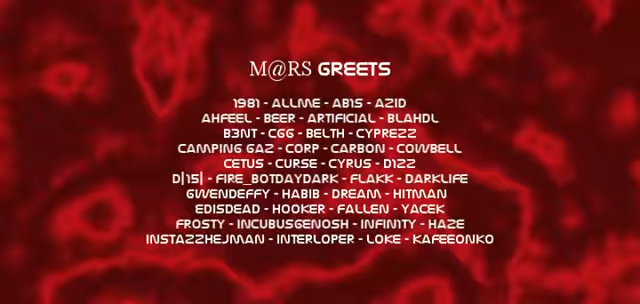 M@RS GREETS
1981 - ALLME - AB1S - AZID
AHFEEL - BEER - ARTIFICIAL - BLAHDL
B3NT - CGG - BELTH - CYPREZZ
CAMPING GAZ - CORP - CARBON - COWBELL
CETUS - CURSE - CYRUS - D1ZZ
D|15| - FIRE_BOTDAYDARK - FLAKK - DARKLIFE
GWENDEFFY - HABIB - DREAM - HITMAN
EDISDEAD - HOOKER - FALLEN - YACEK
FROSTY - INCUBUSGENOSH - INFIN1TY - HAZE
INSTAZZHEJMAN - INTERLOPER - LOKE - KAFEEONKO